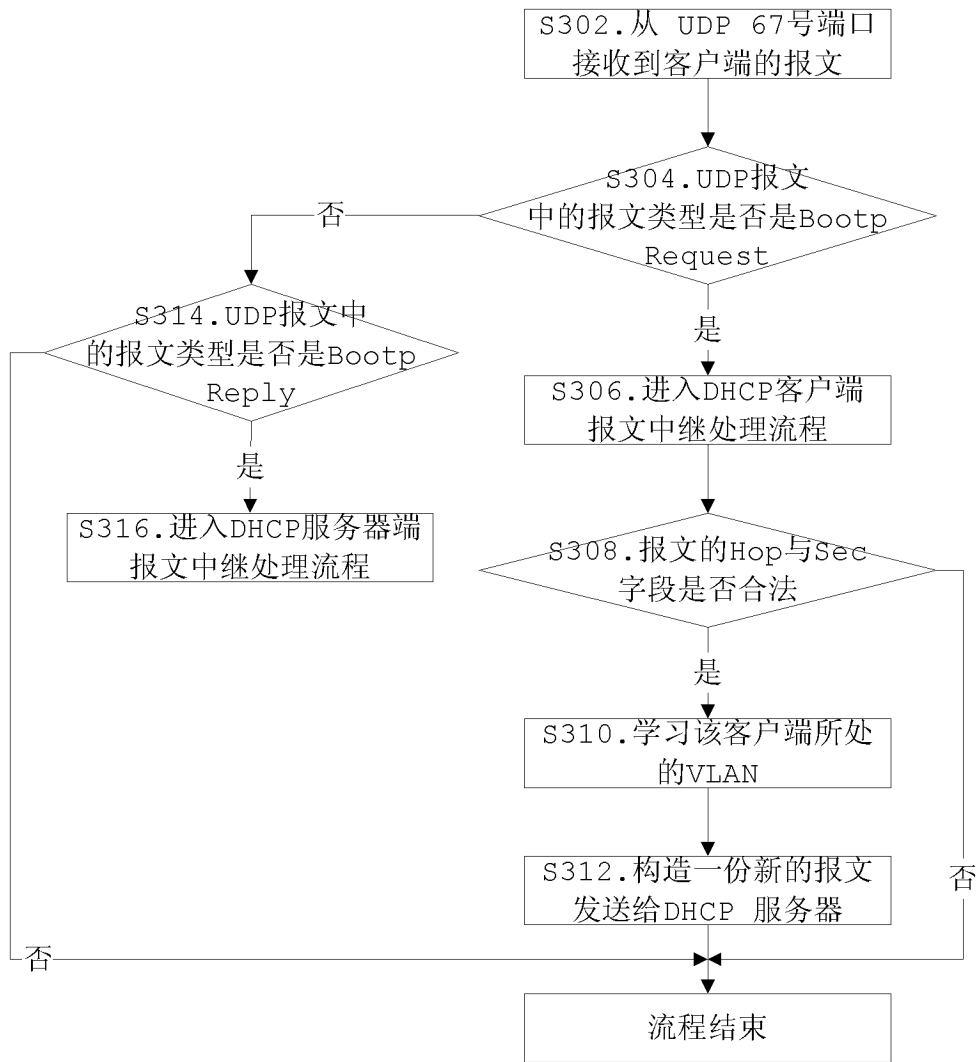 S302.从 UDP 67号端口
接收到客户端的报文
S304.UDP报文
中的报文类型是否是Bootp
Request
否
是
S314.UDP报文中
的报文类型是否是Bootp
Reply
是
S306.进入DHCP客户端
报文中继处理流程
S316.进入DHCP服务器端
报文中继处理流程
S308.报文的Hop与Sec
字段是否合法
是
S310.学习该客户端所处
的VLAN
S312.构造一份新的报文
发送给DHCP 服务器
否
否
流程结束